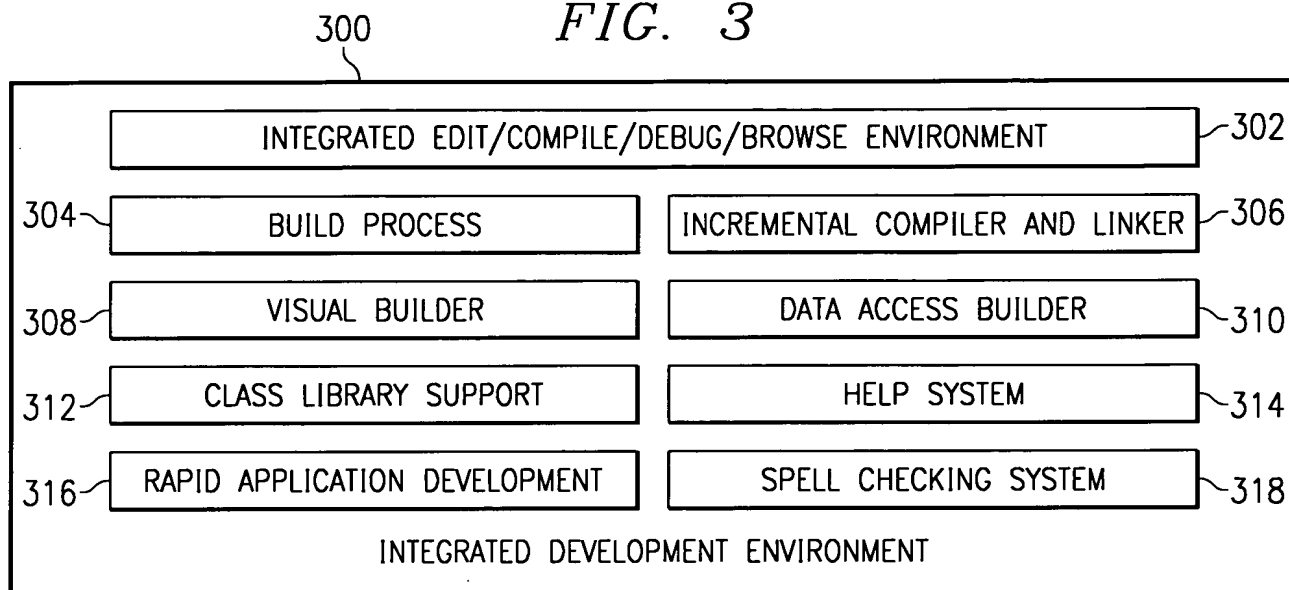 FIG. 3
300
INTEGRATED EDIT/COMPILE/DEBUG/BROWSE ENVIRONMENT
302
304
BUILD PROCESS
INCREMENTAL COMPILER AND LINKER
306
308
VISUAL BUILDER
DATA ACCESS BUILDER
310
312
CLASS LIBRARY SUPPORT
HELP SYSTEM
314
316
RAPID APPLICATION DEVELOPMENT
SPELL CHECKING SYSTEM
318
INTEGRATED DEVELOPMENT ENVIRONMENT